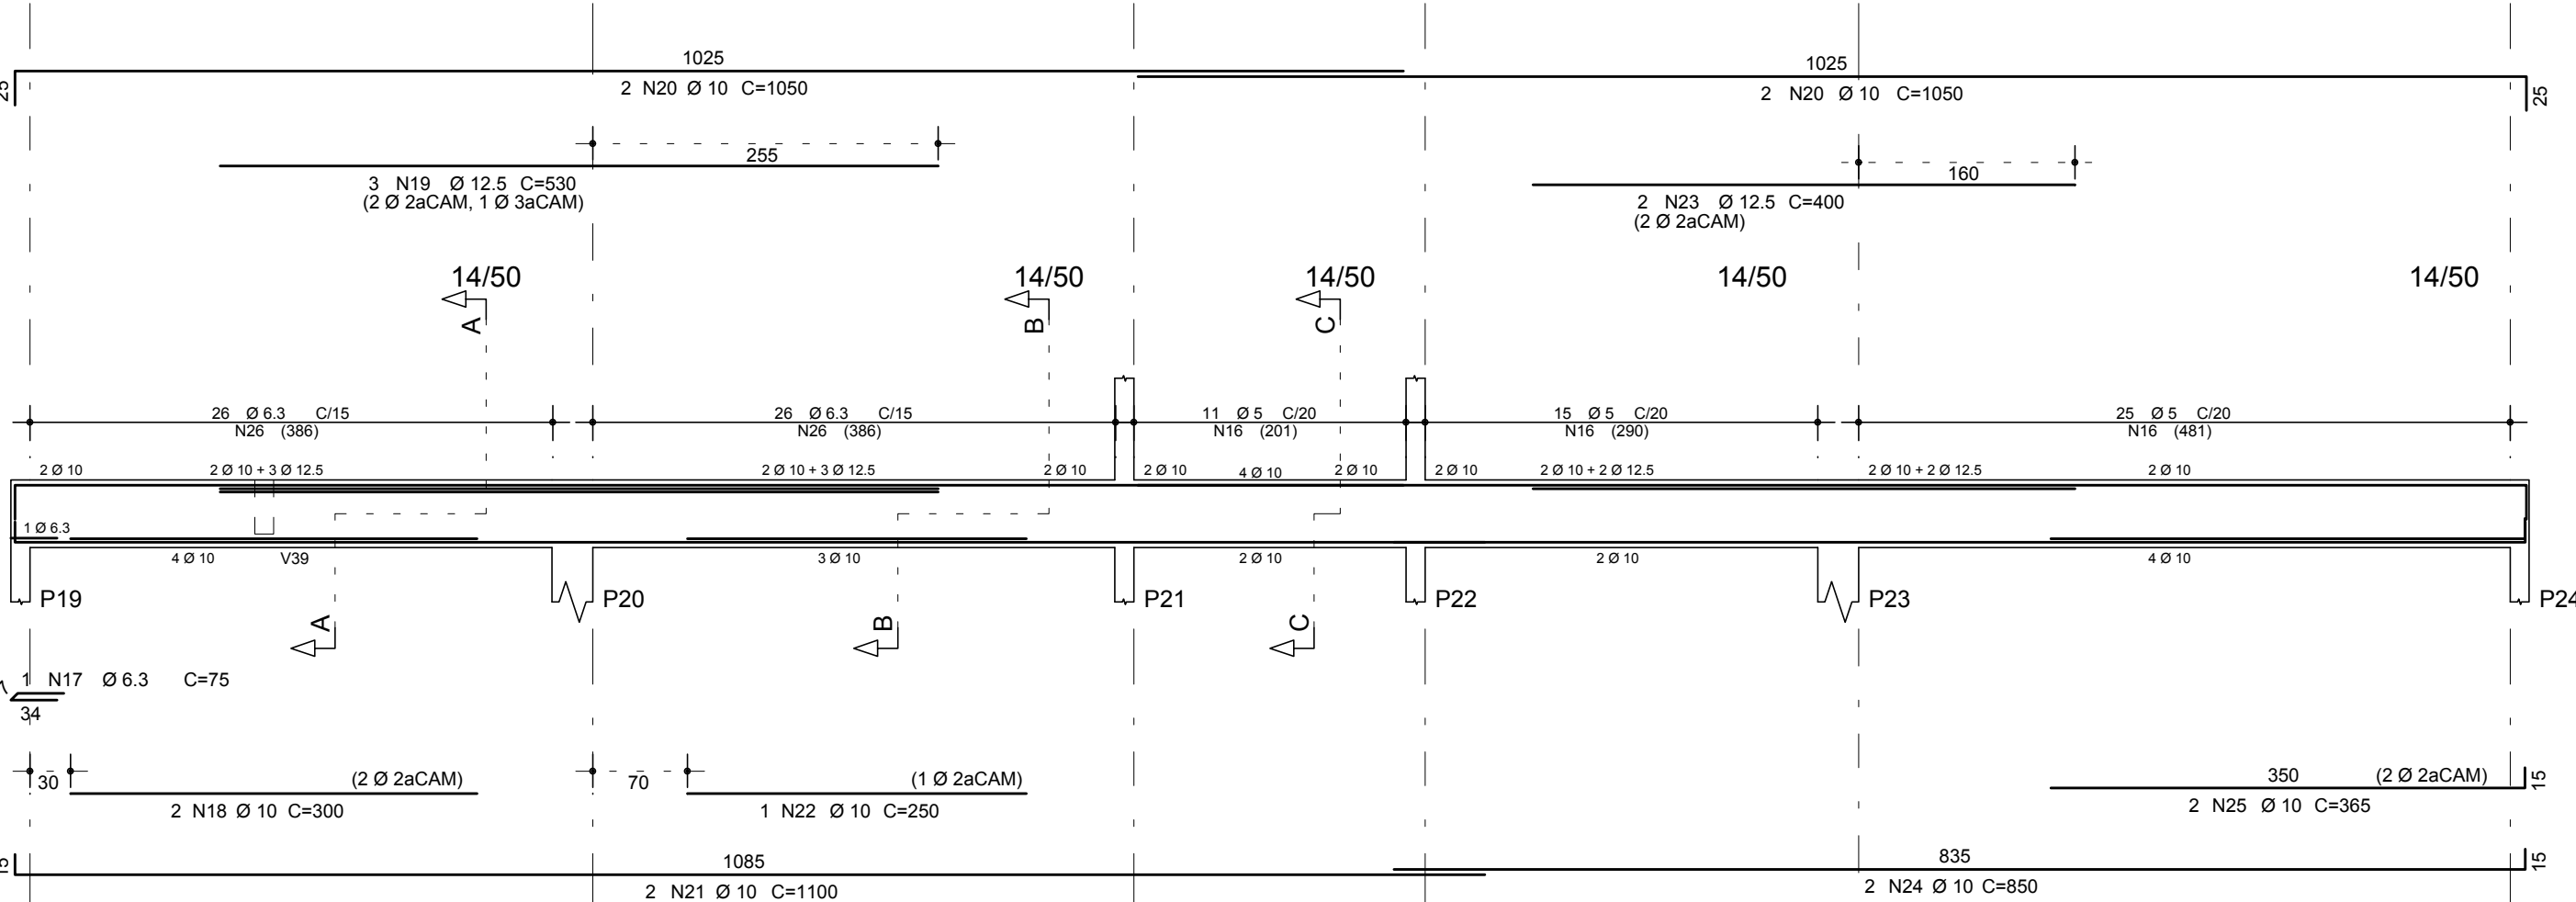 1025
1025
25
2 N20 Ø 10 C=1050
2 N20 Ø 10 C=1050
25
255
160
3 N19 Ø 12.5 C=530
(2 Ø 2aCAM, 1 Ø 3aCAM)
2 N23 Ø 12.5 C=400
(2 Ø 2aCAM)
14/50
14/50
14/50
14/50
14/50
A
B
C
26 Ø 6.3 C/15
N26 (386)
26 Ø 6.3 C/15
N26 (386)
11 Ø 5 C/20
N16 (201)
15 Ø 5 C/20
N16 (290)
25 Ø 5 C/20
N16 (481)
2 Ø 10
2 Ø 10 + 3 Ø 12.5
2 Ø 10 + 3 Ø 12.5
2 Ø 10
2 Ø 10
4 Ø 10
2 Ø 10
2 Ø 10
2 Ø 10 + 2 Ø 12.5
2 Ø 10 + 2 Ø 12.5
2 Ø 10
1 Ø 6.3
4 Ø 10
V39
3 Ø 10
2 Ø 10
2 Ø 10
4 Ø 10
P19
P20
P21
P22
P23
P24
A
B
C
1 N17 Ø 6.3 C=75
34
30
(2 Ø 2aCAM)
2 N18 Ø 10 C=300
70
(1 Ø 2aCAM)
1 N22 Ø 10 C=250
350
(2 Ø 2aCAM)
15
2 N25 Ø 10 C=365
15
1085
2 N21 Ø 10 C=1100
835
15
2 N24 Ø 10 C=850